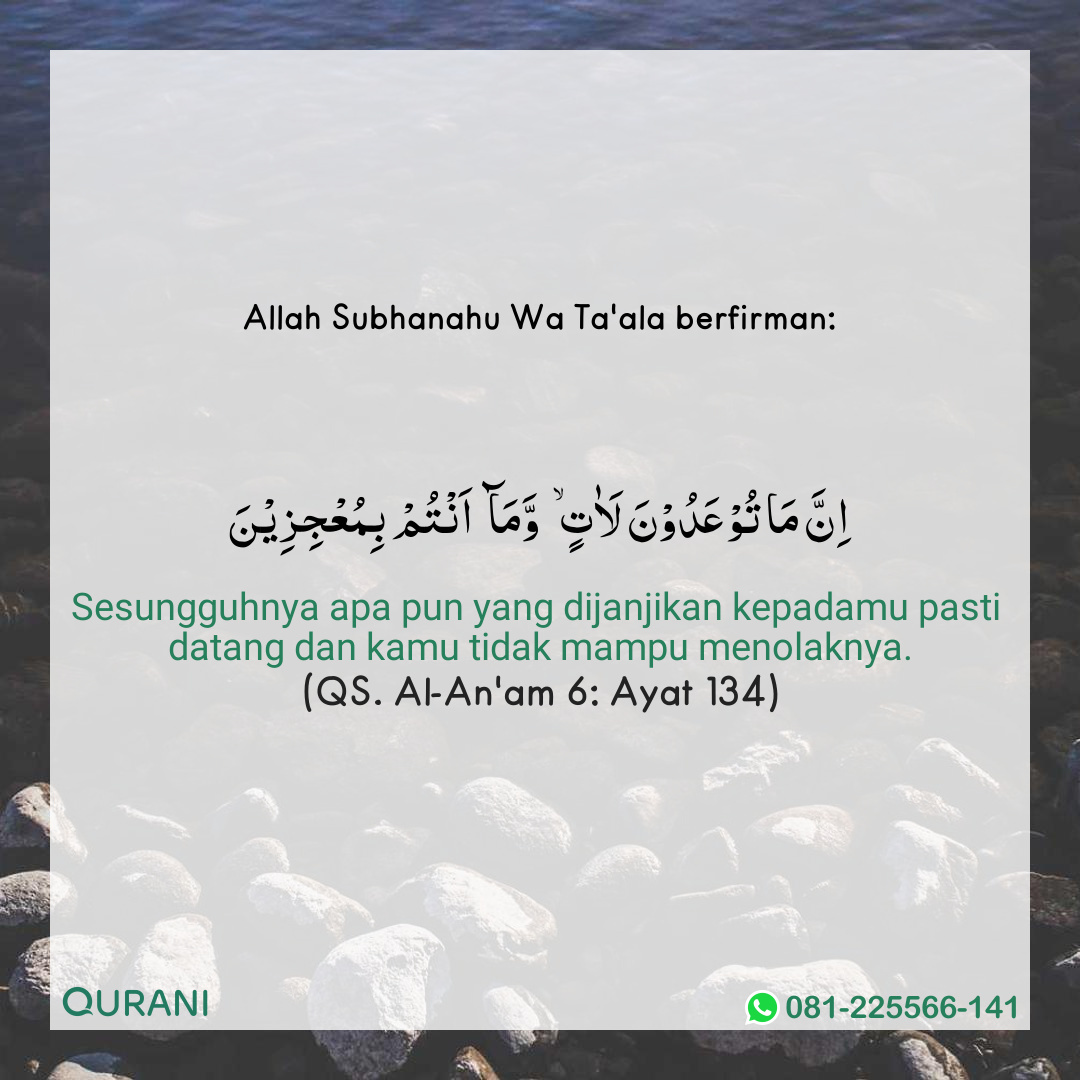 Allah Subhanahu Wa Ta'ala berfirman:
اِنَّ مَا تُوْعَدُوْنَ لَاٰتٍۙ وَّمَآ اَنْتُمْ بِمُعْجِزِيْنَ
Sesungguhnya apa pun yang dijanjikan kepadamu pasti
datang dan kamu tidak mampu menolaknya.
(QS. Al-An'am 6: Ayat 134)
QURANI
081-225566-141